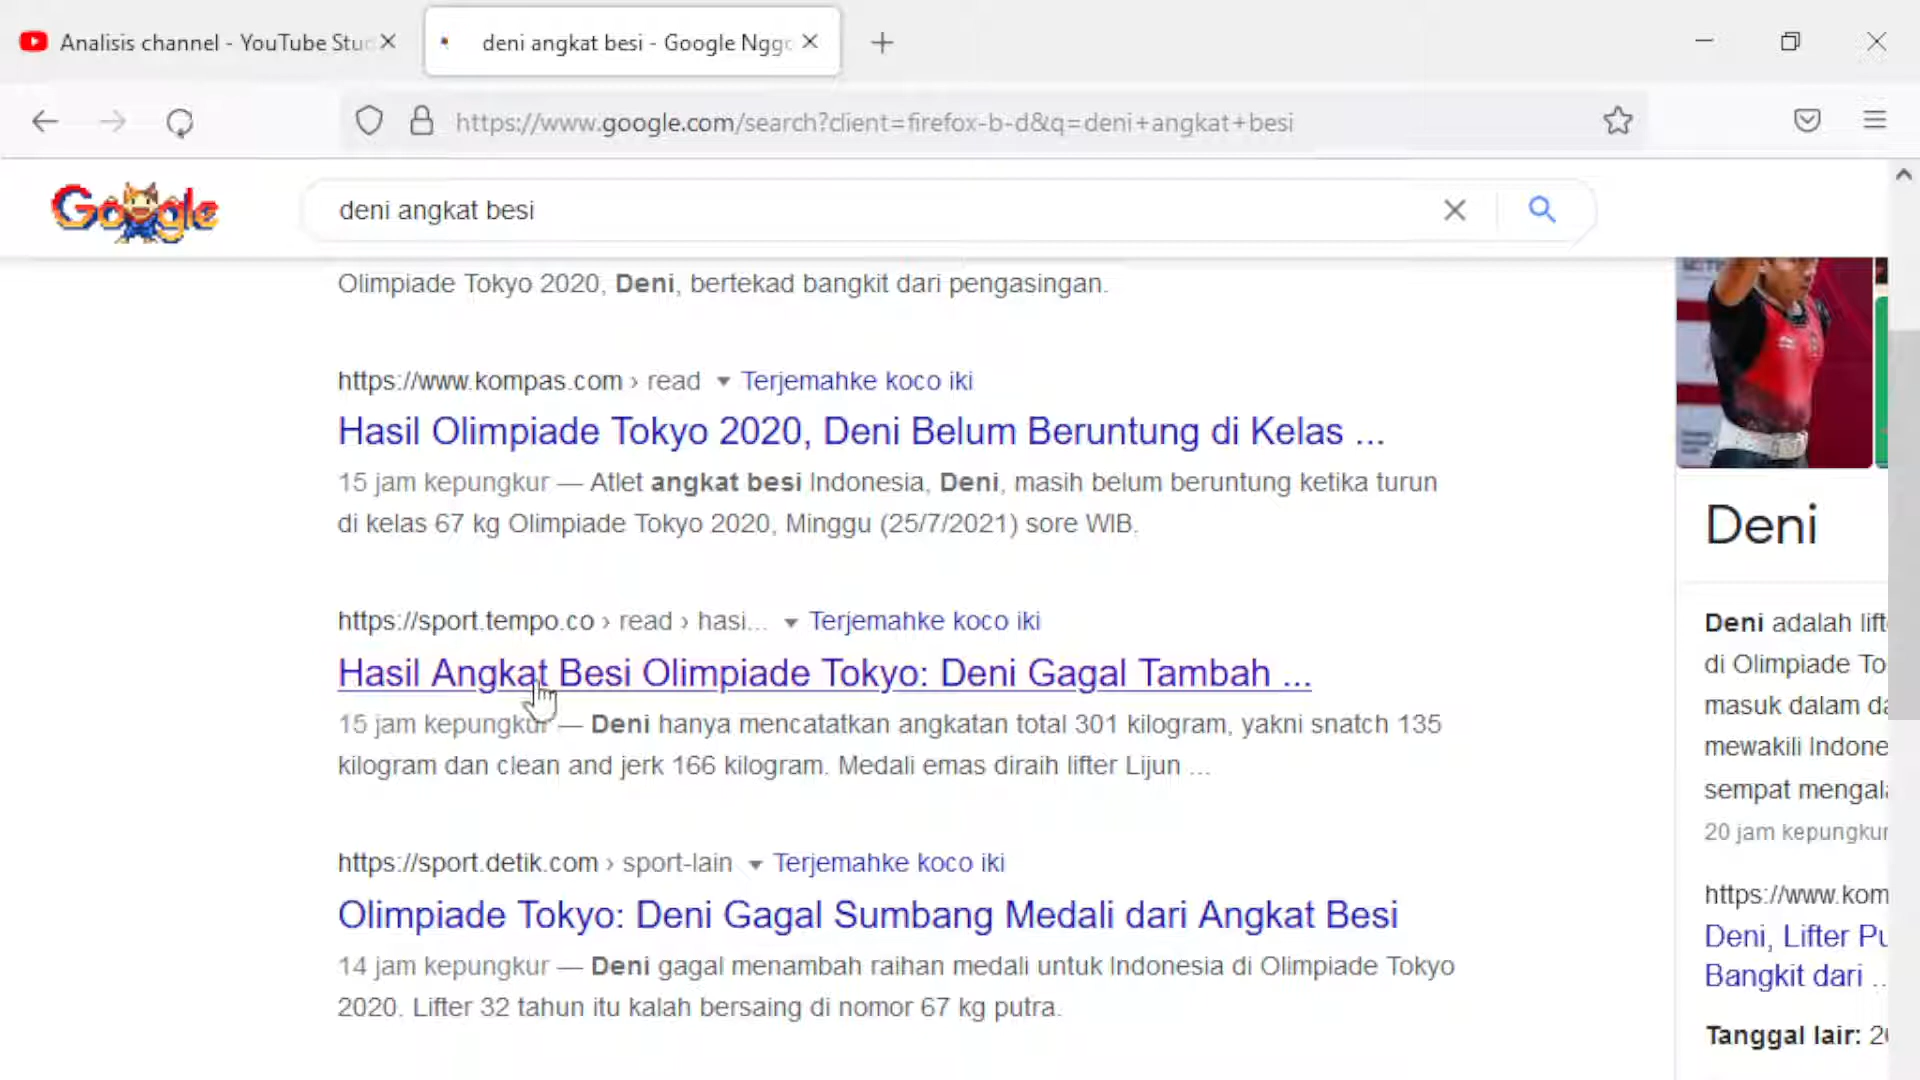 Analisis channel - YouTube Stu
deni angkat besi - Google Ngg
https://www.google.com/search?client=firefox-b-d&q=deni+angkat+besi
Google
deni angkat besi
Olimpiade Tokyo 2020, Deni, bertekad bangkit dari pengasingan.
https://www.kompas.com › read
Terjemahke koco iki
Hasil Olimpiade Tokyo 2020, Deni Belum Beruntung di Kelas ...
15 jam kepungkur — Atlet angkat besi Indonesia, Deni, masih belum beruntung ketika turun
di kelas 67 kg Olimpiade Tokyo 2020, Minggu (25/7/2021) sore WIB.
https://sport.tempo.co › read › hasi...
Terjemahke koco iki
Hasil Angkat Besi Olimpiade Tokyo: Deni Gagal Tambah ...
15 jam kepungkur — Deni hanya mencatatkan angkatan total 301 kilogram, yakni snatch 135
kilogram dan clean and jerk 166 kilogram. Medali emas diraih lifter Lijun ...
https://sport.detik.com › sport-lain
Terjemahke koco iki
Olimpiade Tokyo: Deni Gagal Sumbang Medali dari Angkat Besi
14 jam kepungkur — Deni gagal menambah raihan medali untuk Indonesia di Olimpiade Tokyo
2020. Lifter 32 tahun itu kalah bersaing di nomor 67 kg putra.
Deni
Deni adalah lift
di Olimpiade To
masuk dalam da
mewakili Indone
sempat mengala
20 jam kepungkur
https://www.kom
Deni, Lifter Pu
Bangkit dari ...
Tanggal lair: 2